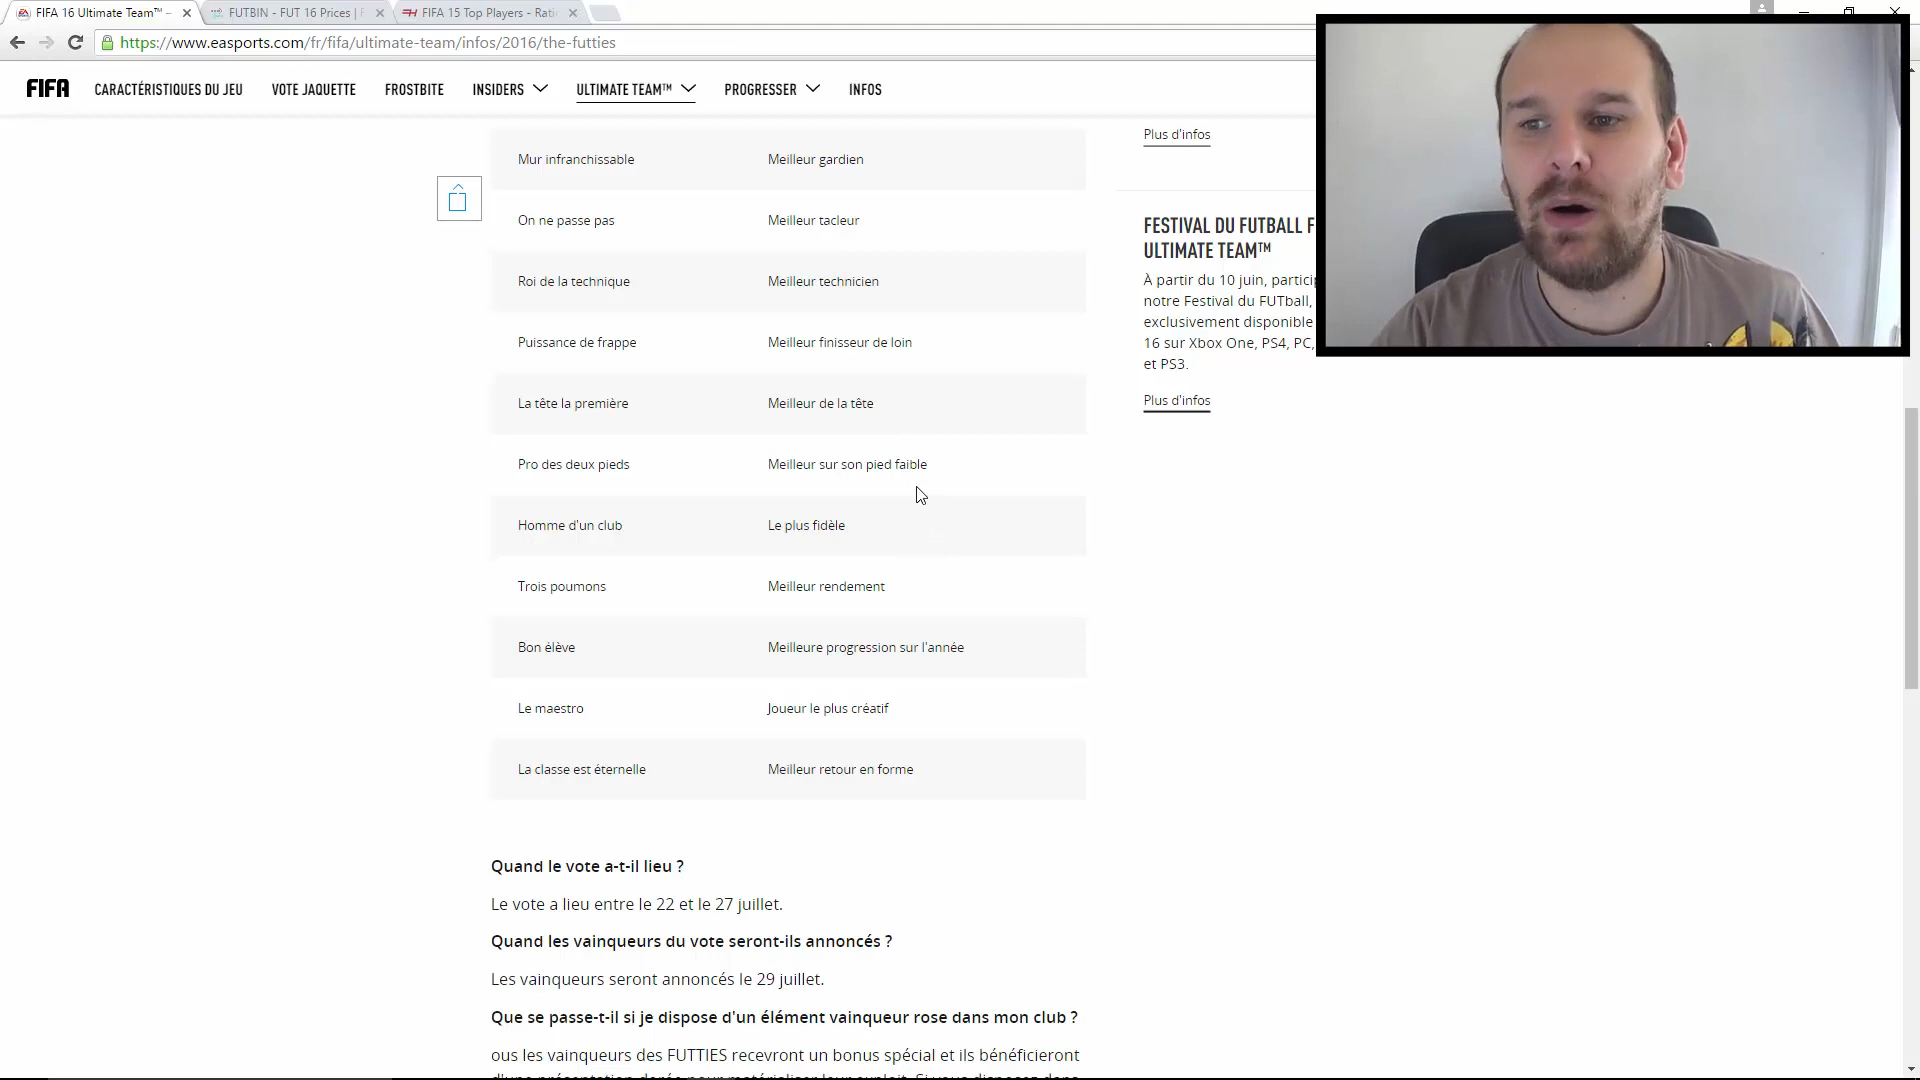 FIFA 16 Ultimate Team™ -
FUTBIN - FUT 16 Prices |
FIFA 15 Top Players - Rati
https://www.easports.com/fr/fifa/ultimate-team/infos/2016/the-futties
FIFA CARACTÉRISTIQUES DU JEU VOTE JAQUETTE FROSTBITE INSIDERS ULTIMATE TEAM™ PROGRESSER INFOS
Mur infranchissable Meilleur gardien
On ne passe pas Meilleur tacleur
Roi de la technique Meilleur technicien
Puissance de frappe Meilleur finisseur de loin
La tête la première Meilleur de la tête
Pro des deux pieds Meilleur sur son pied faible
Homme d'un club Le plus fidèle
Trois poumons Meilleur rendement
Bon élève Meilleure progression sur l'année
Le maestro Joueur le plus créatif
La classe est éternelle Meilleur retour en forme
Quand le vote a-t-il lieu ?
Le vote a lieu entre le 22 et le 27 juillet.
Quand les vainqueurs du vote seront-ils annoncés ?
Les vainqueurs seront annoncés le 29 juillet.
Que se passe-t-il si je dispose d'un élément vainqueur rose dans mon club ?
ous les vainqueurs des FUTTIES recevront un bonus spécial et ils bénéficieront
Plus d'infos
FESTIVAL DU FUTBALL F
ULTIMATE TEAM™
À partir du 10 juin, particip
notre Festival du FUTball,
exclusivement disponible
16 sur Xbox One, PS4, PC,
et PS3.
Plus d'infos